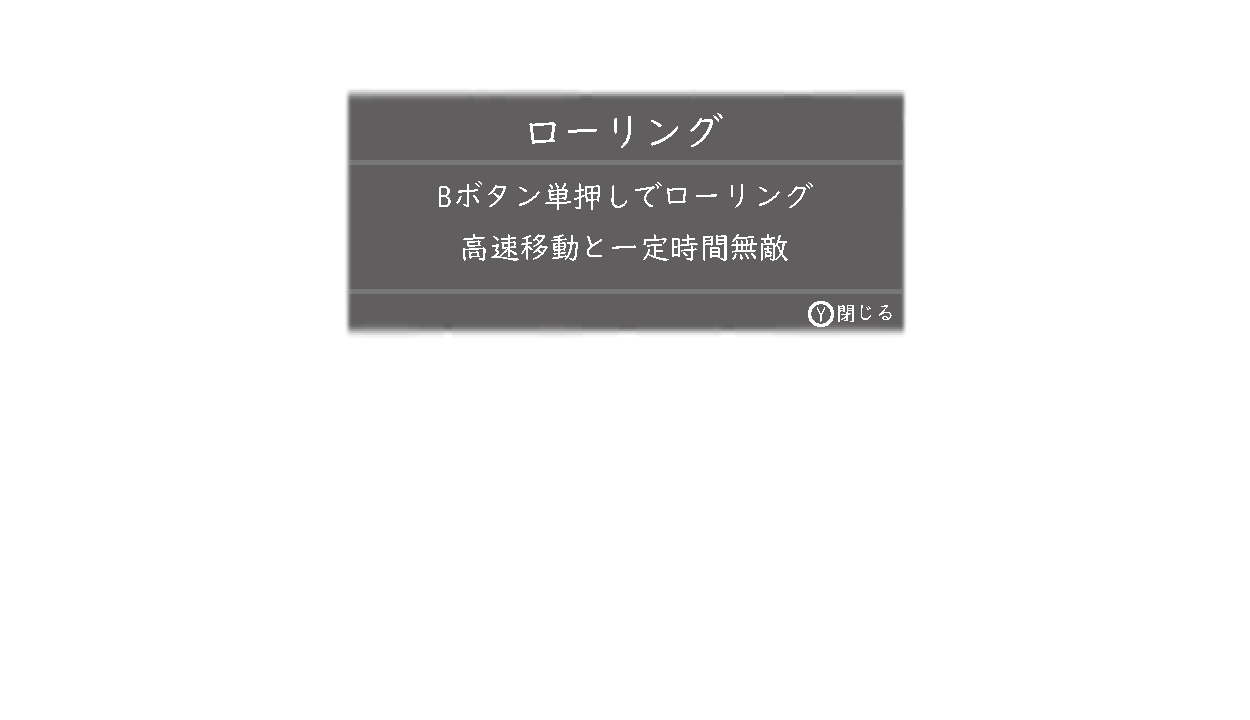 ローリング
Bボタン単押しでローリング
高速移動と一定時間無敵
Y閉じる